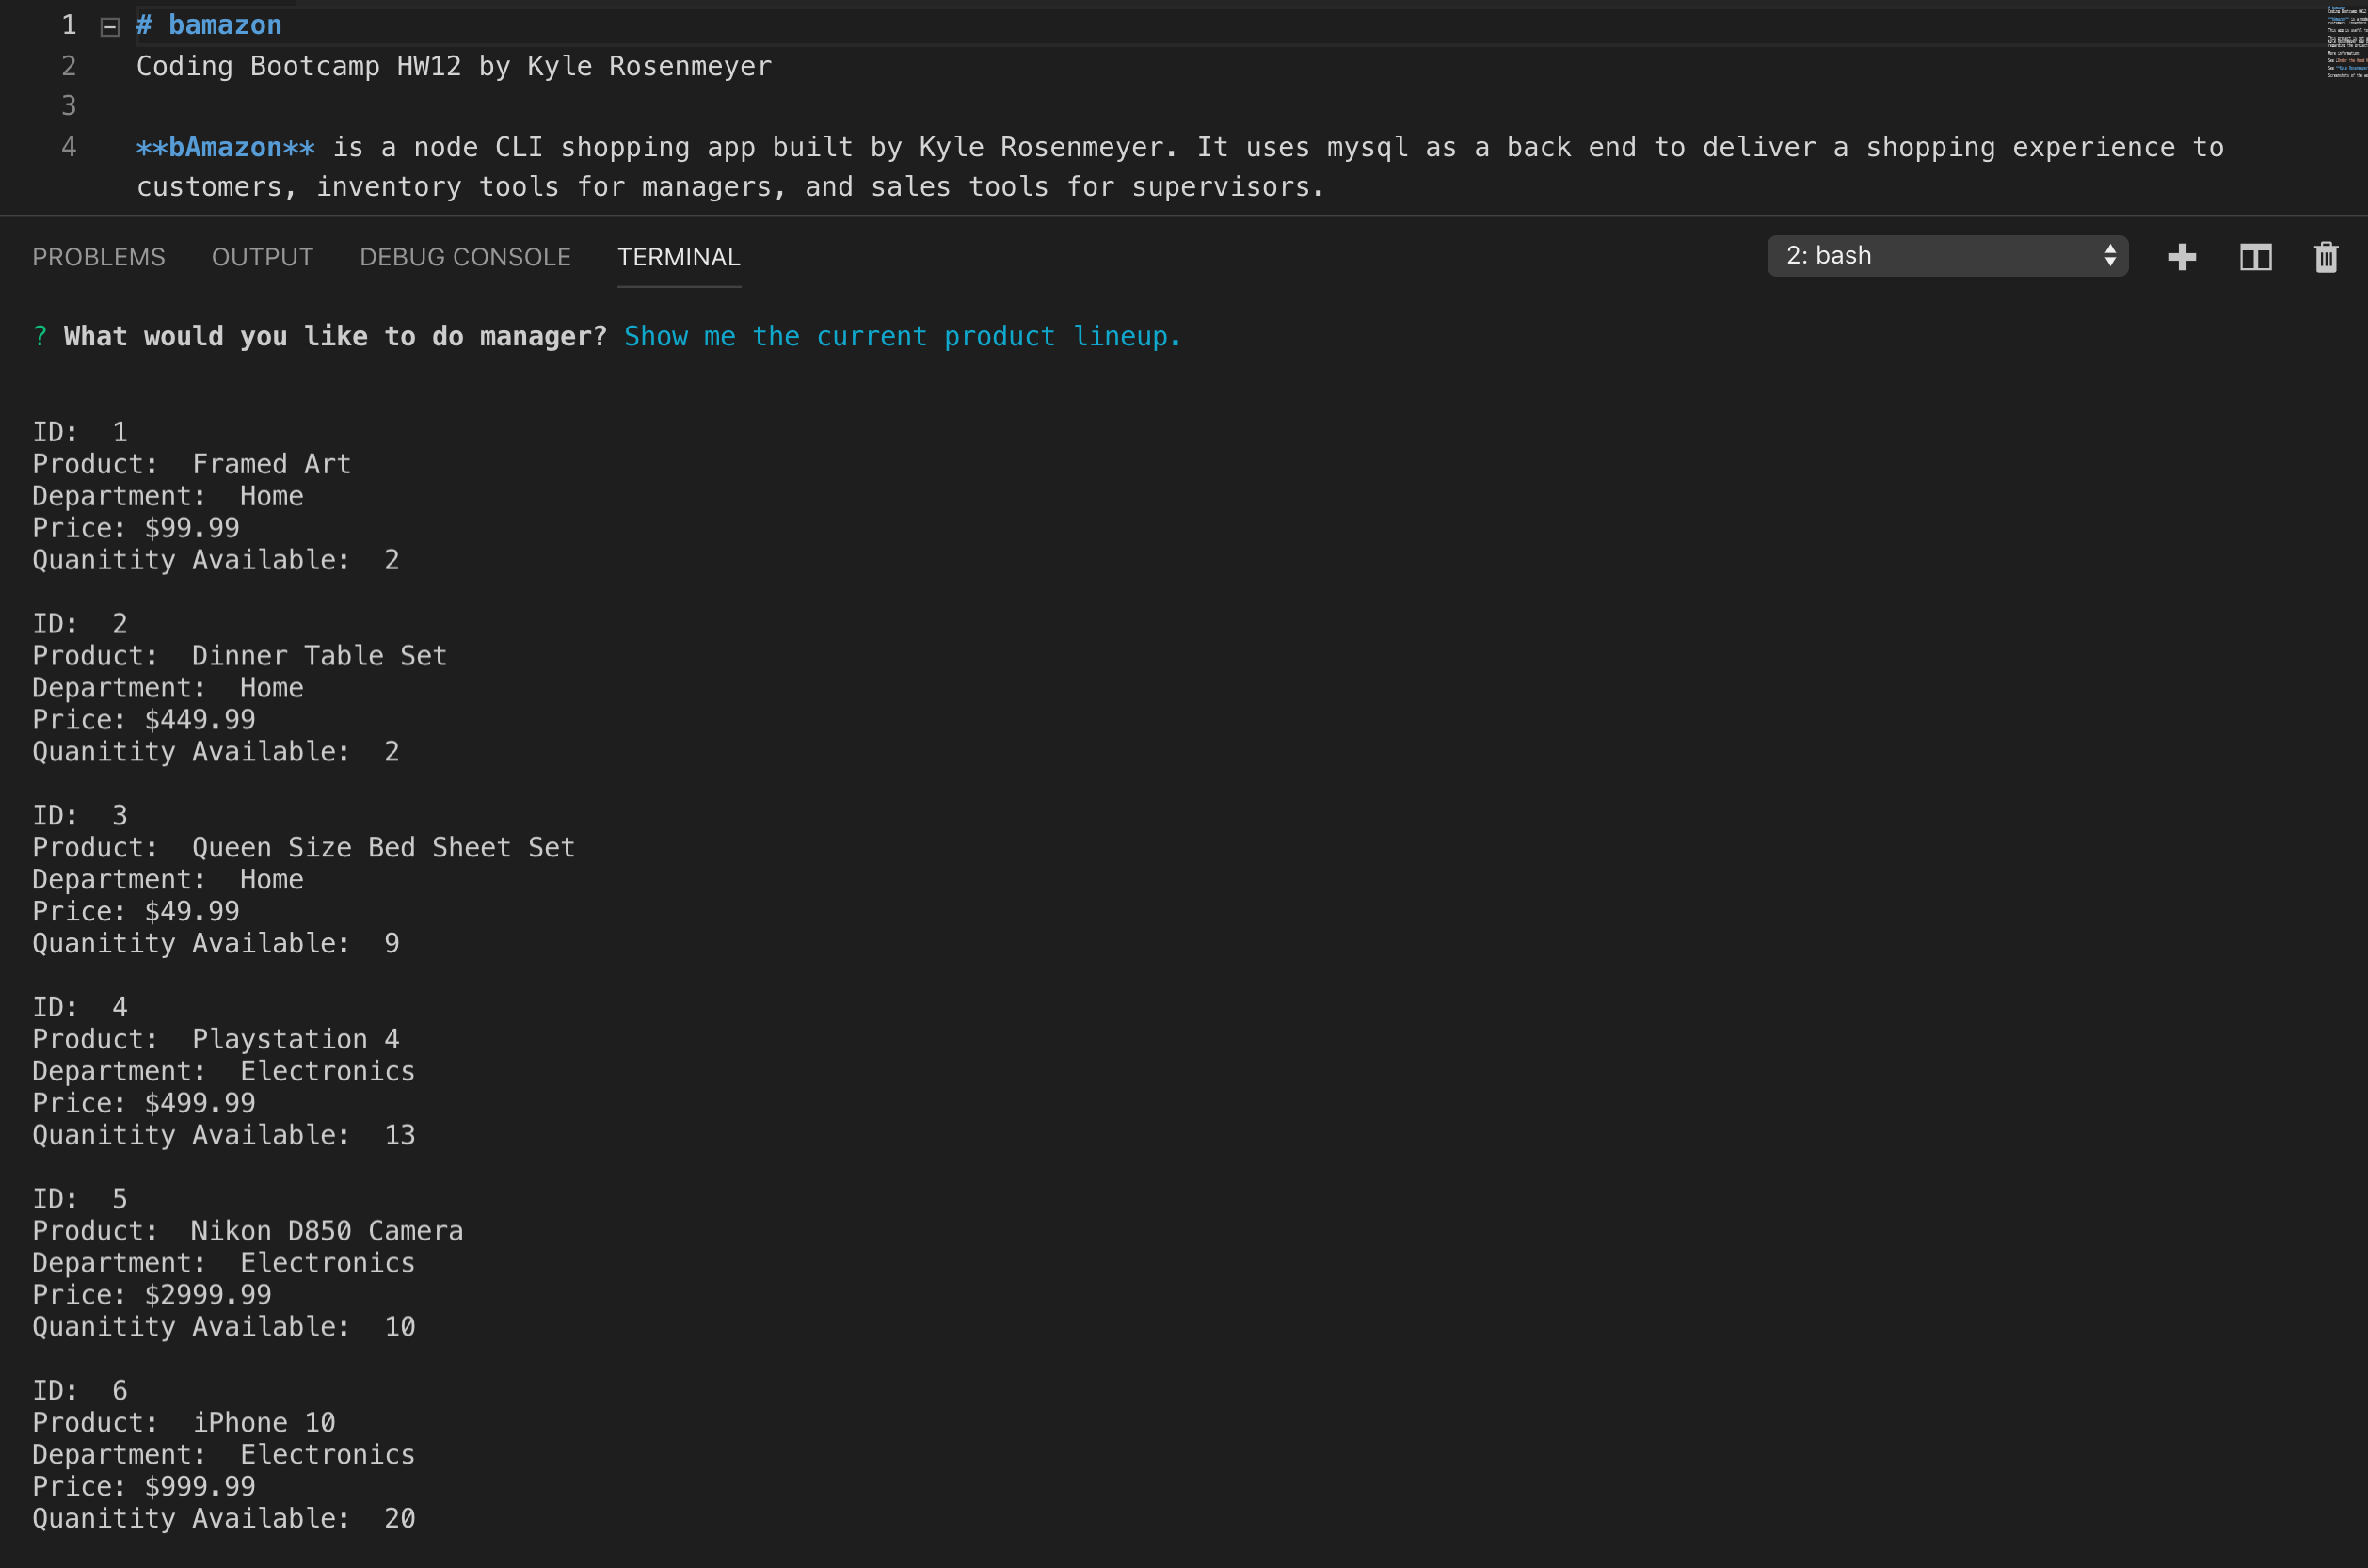 1 # bamazon
2 Coding Bootcamp HW12 by Kyle Rosenmeyer
3
4 **bAmazon** is a node CLI shopping app built by Kyle Rosenmeyer. It uses mysql as a back end to deliver a shopping experience to
customers, inventory tools for managers, and sales tools for supervisors.
PROBLEMS OUTPUT DEBUG CONSOLE TERMINAL 2: bash
? What would you like to do manager? Show me the current product lineup.
ID:  1
Product:  Framed Art
Department:  Home
Price: $99.99
Quanitity Available:  2
ID:  2
Product:  Dinner Table Set
Department:  Home
Price: $449.99
Quanitity Available:  2
ID:  3
Product:  Queen Size Bed Sheet Set
Department:  Home
Price: $49.99
Quanitity Available:  9
ID:  4
Product:  Playstation 4
Department:  Electronics
Price: $499.99
Quanitity Available:  13
ID:  5
Product:  Nikon D850 Camera
Department:  Electronics
Price: $2999.99
Quanitity Available:  10
ID:  6
Product:  iPhone 10
Department:  Electronics
Price: $999.99
Quanitity Available:  20